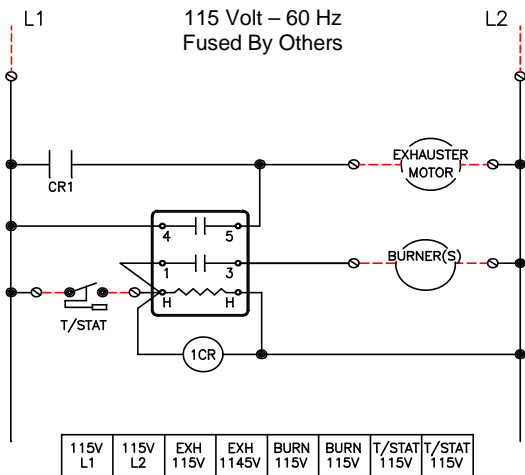 L1
115 Volt – 60 Hz
L2
Fused By Others
EXHAUSTER
MOTOR
CR1
4 5
1 3
BURNER(S)
H H
T/STAT
1CR
115V 115V EXH EXH BURN BURN T/STAT T/STAT
L1 L2 115V 1145V 115V 115V 115V 115V